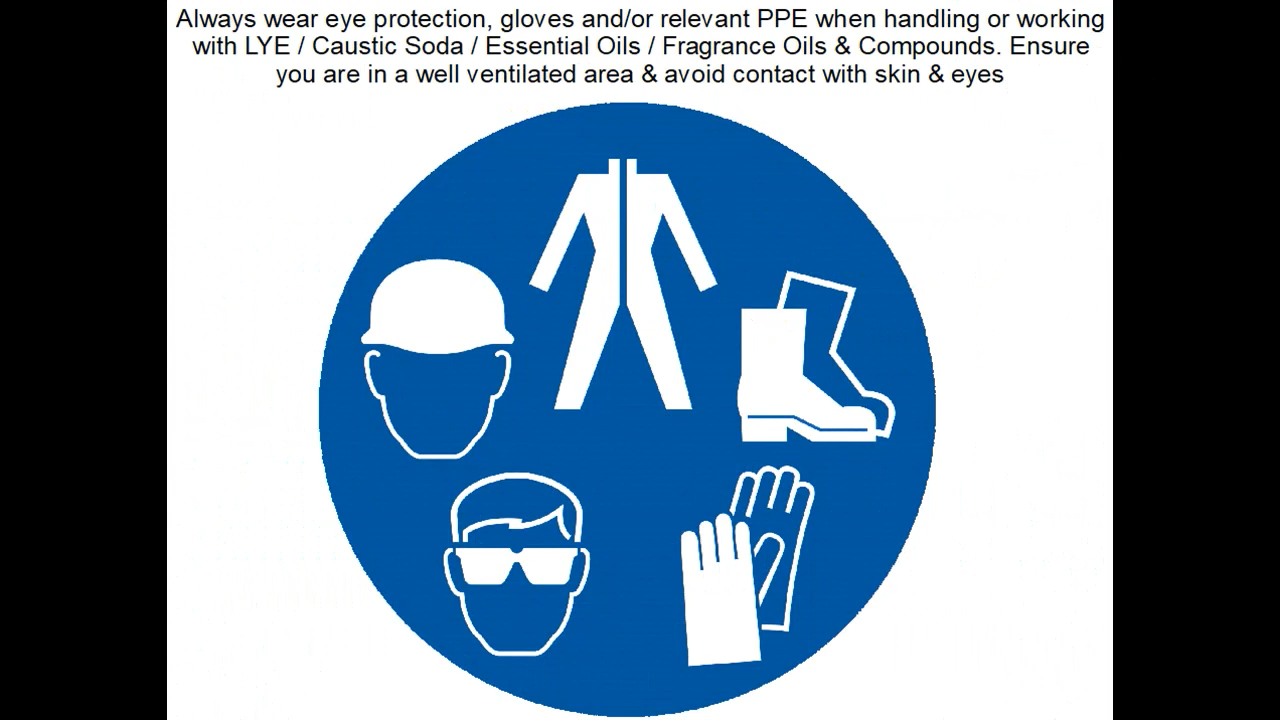 Always wear eye protection, gloves and/or relevant PPE when handling or working
with LYE / Caustic Soda / Essential Oils / Fragrance Oils & Compounds. Ensure
you are in a well ventilated area & avoid contact with skin & eyes